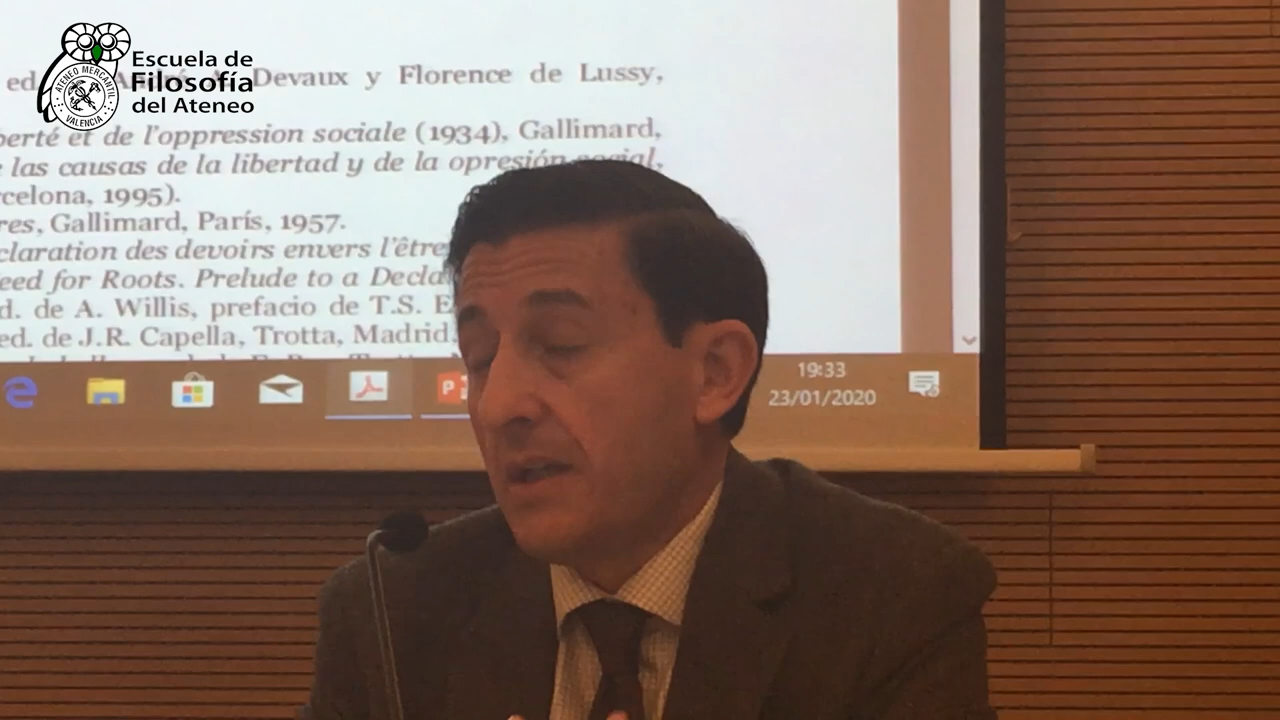 Escuela de
Filosofía
del Ateneo
ATENEO MERCANTIL
VALENCIA
ed. Devaux y Florence de Lussy,
berté et de l'oppression sociale (1934), Gallimard,
las causas de la libertad y de la opresión social,
rcelona, 1995).
res, Gallimard, París, 1957.
claration des devoirs envers l'être
eed for Roots. Prelude to a Decla
d. de A. Willis, prefacio de T.S. E
ed. de J.R. Capella, Trotta, Madrid,
19:33
23/01/2020